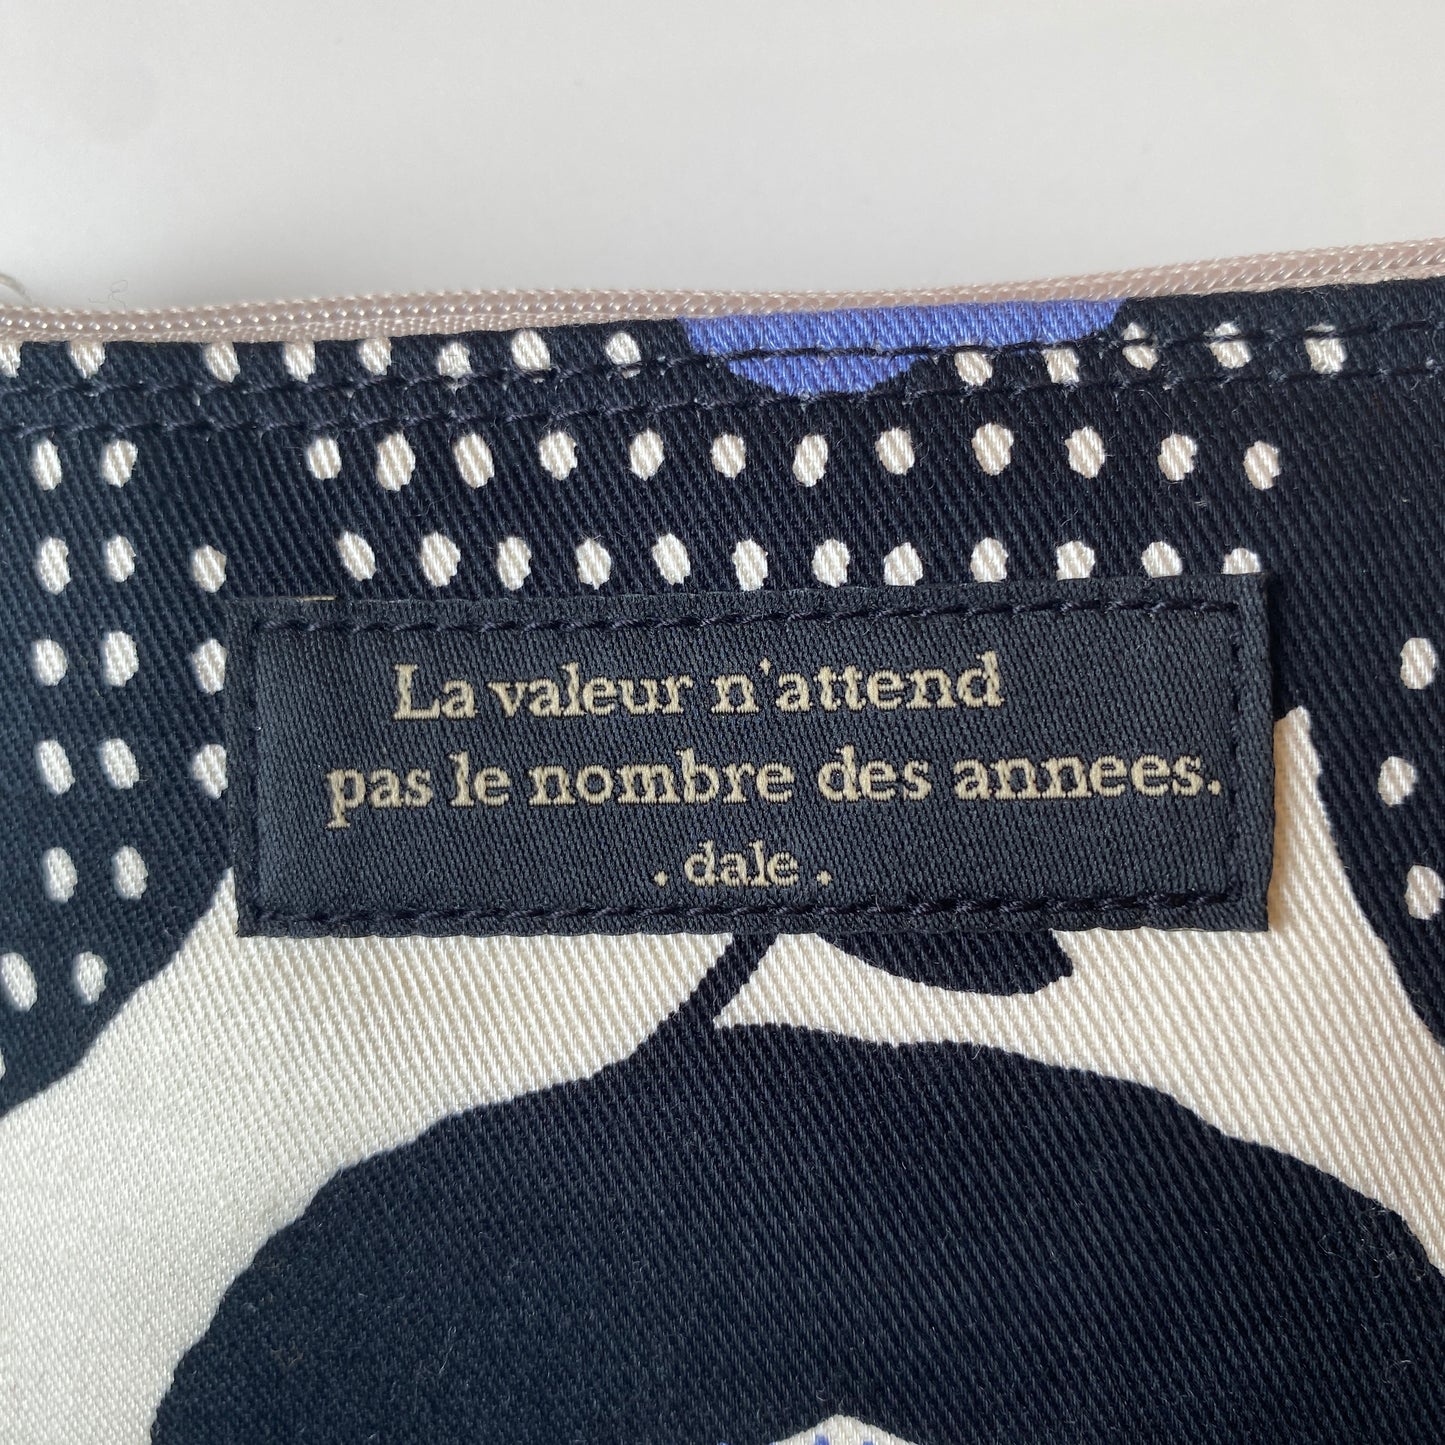 La valeur n'attend
pas le nombre des annees.
. dale .